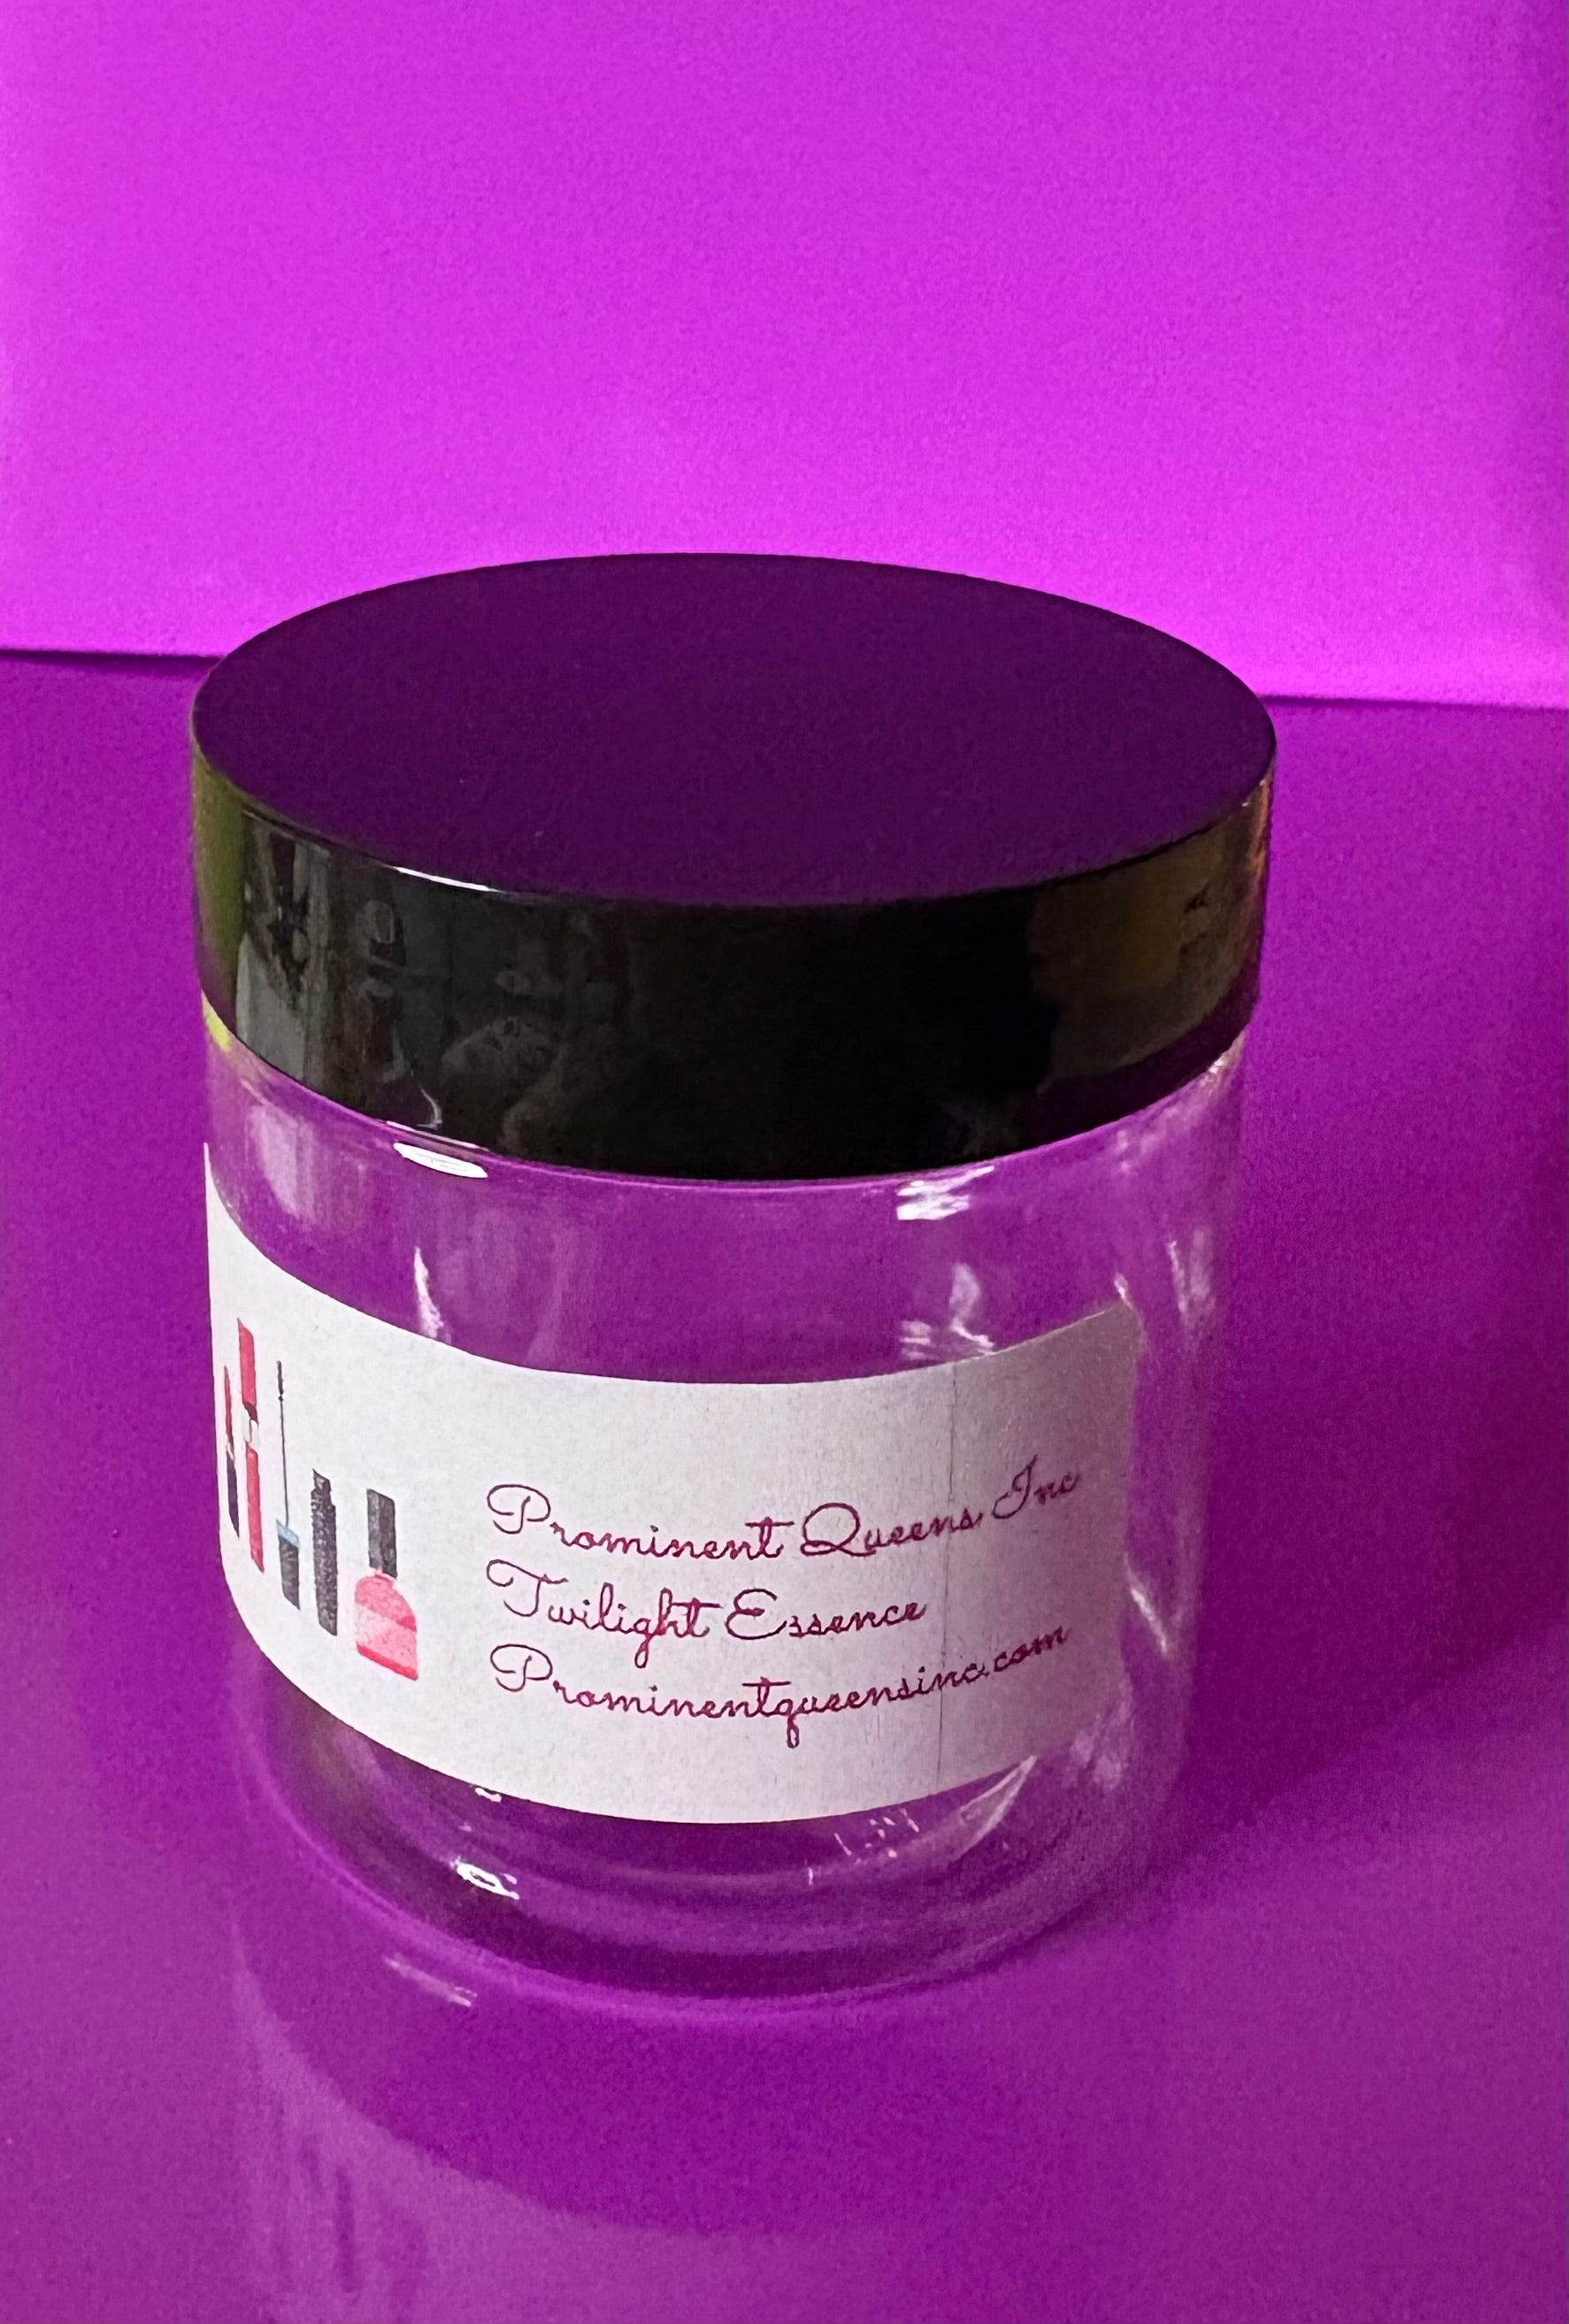 Prominent Queens Inc
Twilight Essence
Prominentqueensinc.com